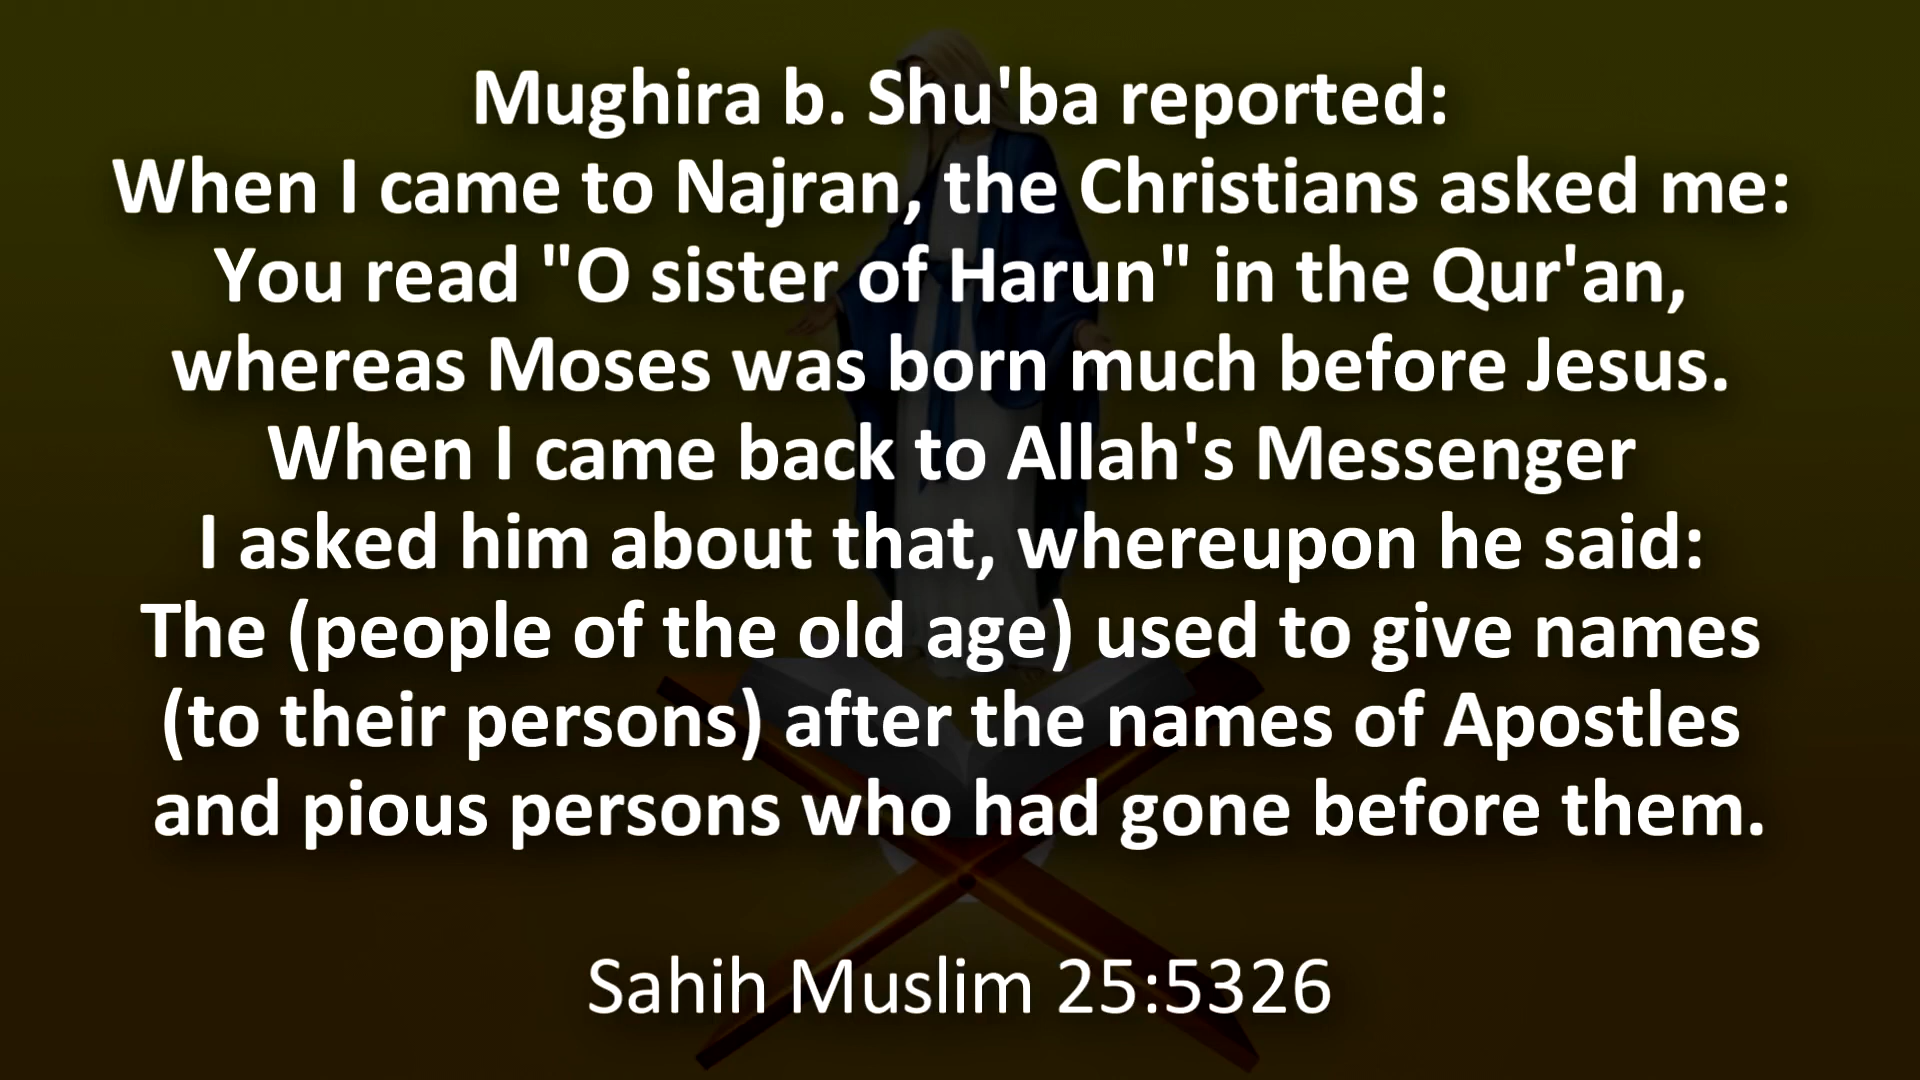 Mughira b. Shu'ba reported:
When I came to Najran, the Christians asked me:
You read "O sister of Harun" in the Qur'an,
whereas Moses was born much before Jesus.
When I came back to Allah's Messenger
I asked him about that, whereupon he said:
The (people of the old age) used to give names
(to their persons) after the names of Apostles
and pious persons who had gone before them.
Sahih Muslim 25:5326